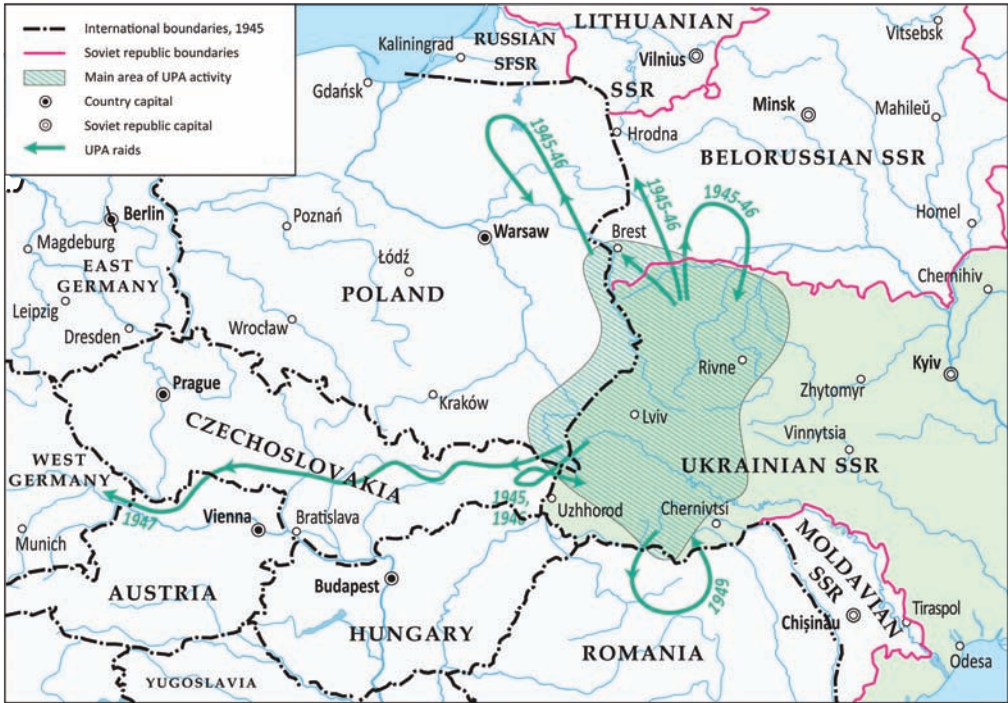 International boundaries, 1945
Soviet republic boundaries
Main area of UPA activity
Country capital
Soviet republic capital
UPA raids
LITHUANIAN
SSR
RUSSIAN
SFSR
Kaliningrad
Vilnius
Vitsebsk
Gdańsk
Minsk
Mahileŭ
Hrodna
BELORUSSIAN SSR
1945-46
1945-46
1945-46
Berlin
Poznań
Warsaw
Brest
Homel
Magdeburg
EAST
GERMANY
Łódź
Chernihiv
POLAND
Leipzig
Dresden
Wrocław
Rivne
Kyiv
Prague
Zhytomyr
Kraków
Lviv
CZECHOSLOVAKIA
Vinnytsia
WEST
GERMANY
UKRAINIAN SSR
1947
1945,
1946
Uzhhorod
Chernivtsi
Munich
Vienna
Bratislava
MOLDAVIAN
SSR
Budapest
AUSTRIA
1949
Tiraspol
Chișinău
HUNGARY
ROMANIA
Odesa
YUGOSLAVIA